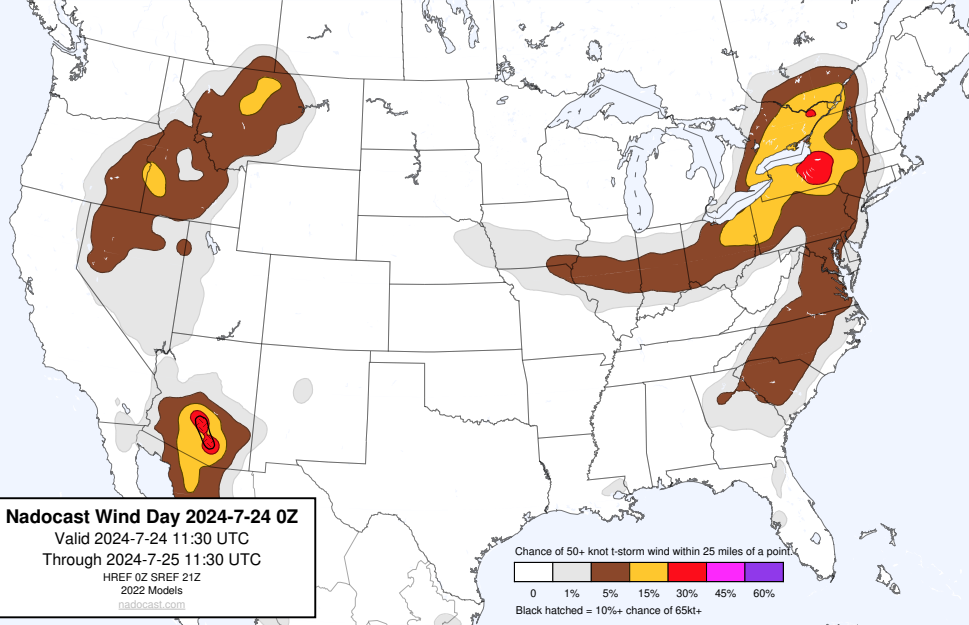 Nadocast Wind Day 2024-7-24 0Z
Valid 2024-7-24 11:30 UTC
Through 2024-7-25 11:30 UTC
HREF 0Z SREF 21Z
2022 Models
nadocast.com
Chance of 50+ knot t-storm wind within 25 miles of a point.
0 1% 5% 15% 30% 45% 60%
Black hatched = 10%+ chance of 65kt+